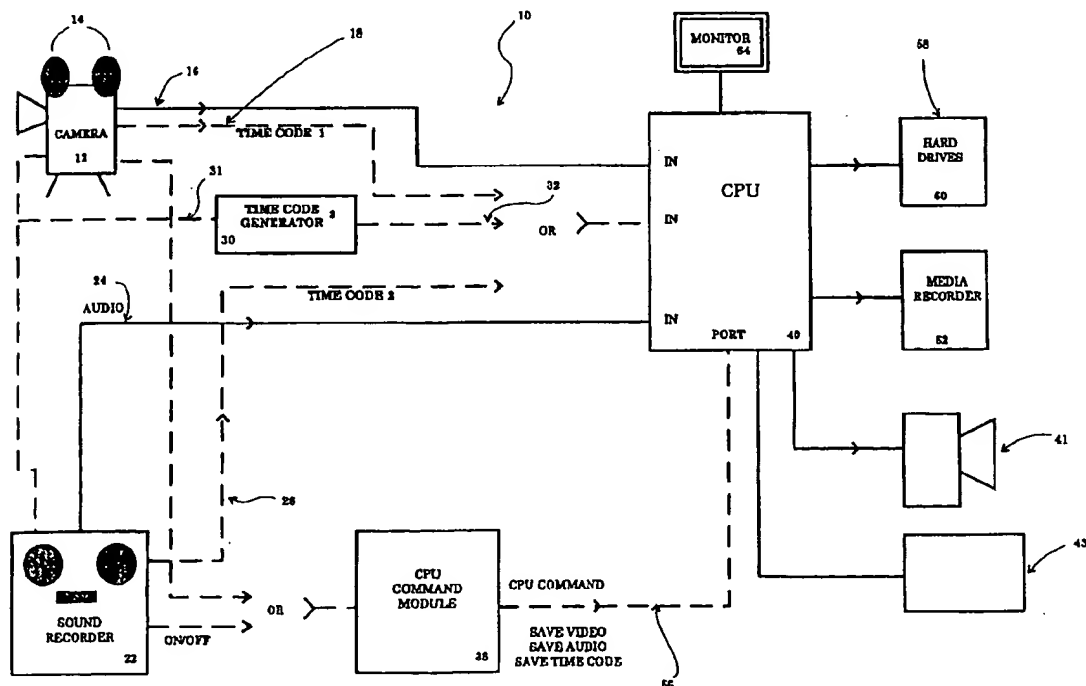 14
18
10
16
MONITOR
64
58
CAMERA
12
TIME CODE 1
IN
CPU
HARD
DRIVES
60
31
32
TIME CODE 3
GENERATOR
30
OR
IN
24
AUDIO
TIME CODE 2
IN
MEDIA
RECORDER
52
PORT
40
41
26
43
SOUND
RECORDER
22
ON/OFF
OR
CPU
COMMAND
MODULE
38
CPU COMMAND
SAVE VIDEO
SAVE AUDIO
SAVE TIME CODE